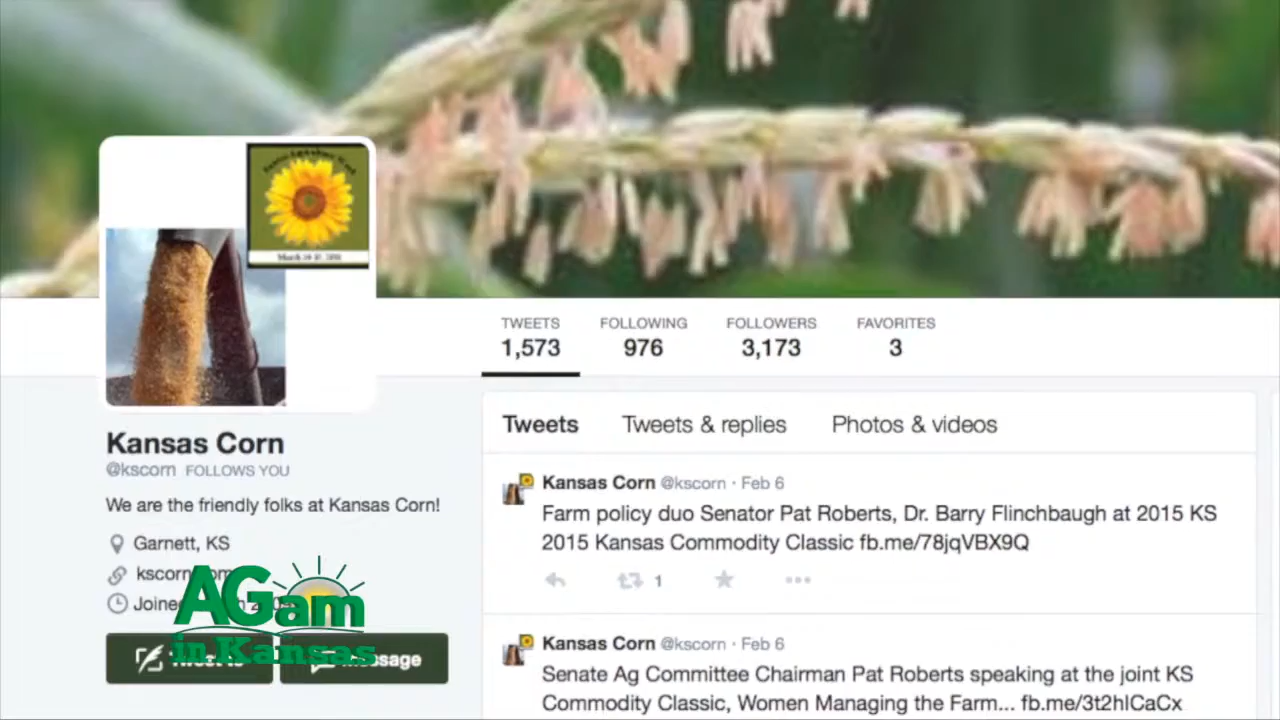 TWEETS FOLLOWING FOLLOWERS FAVORITES
1,573 976 3,173 3
Kansas Corn
@kscorn FOLLOWS YOU
We are the friendly folks at Kansas Corn!
Garnett, KS
kscorn
Joined
AGam
in Kansas
Tweets Tweets & replies Photos & videos
Kansas Corn @kscorn · Feb 6
Farm policy duo Senator Pat Roberts, Dr. Barry Flinchbaugh at 2015 KS
2015 Kansas Commodity Classic fb.me/78jqVBX9Q
1
Kansas Corn @kscorn · Feb 6
Senate Ag Committee Chairman Pat Roberts speaking at the joint KS
Commodity Classic, Women Managing the Farm... fb.me/3t2hlCaCx